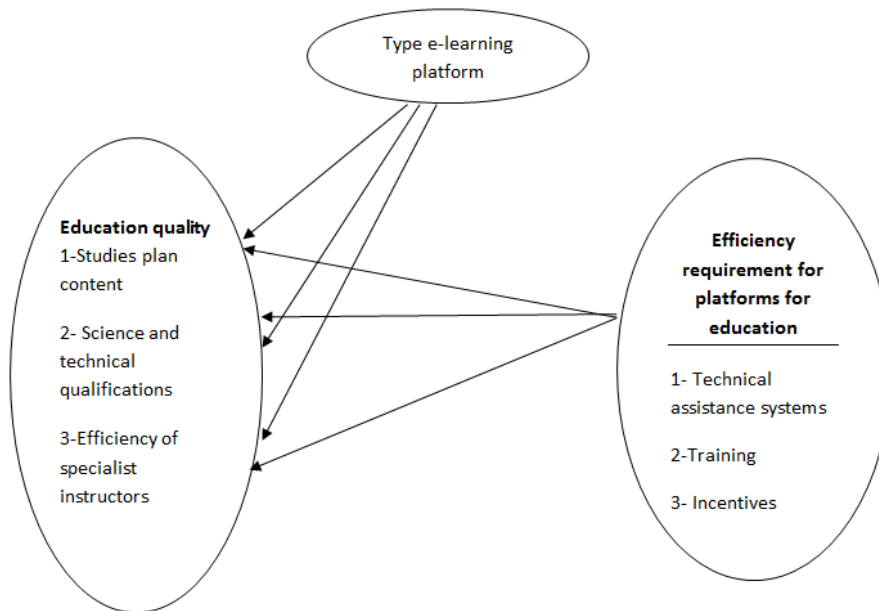 Type e-learning
platform
Education quality
1-Studies plan
content
2- Science and
technical
qualifications
3-Efficiency of
specialist
instructors
Efficiency
requirement for
platforms for
education
1- Technical
assistance systems
2-Training
3- Incentives